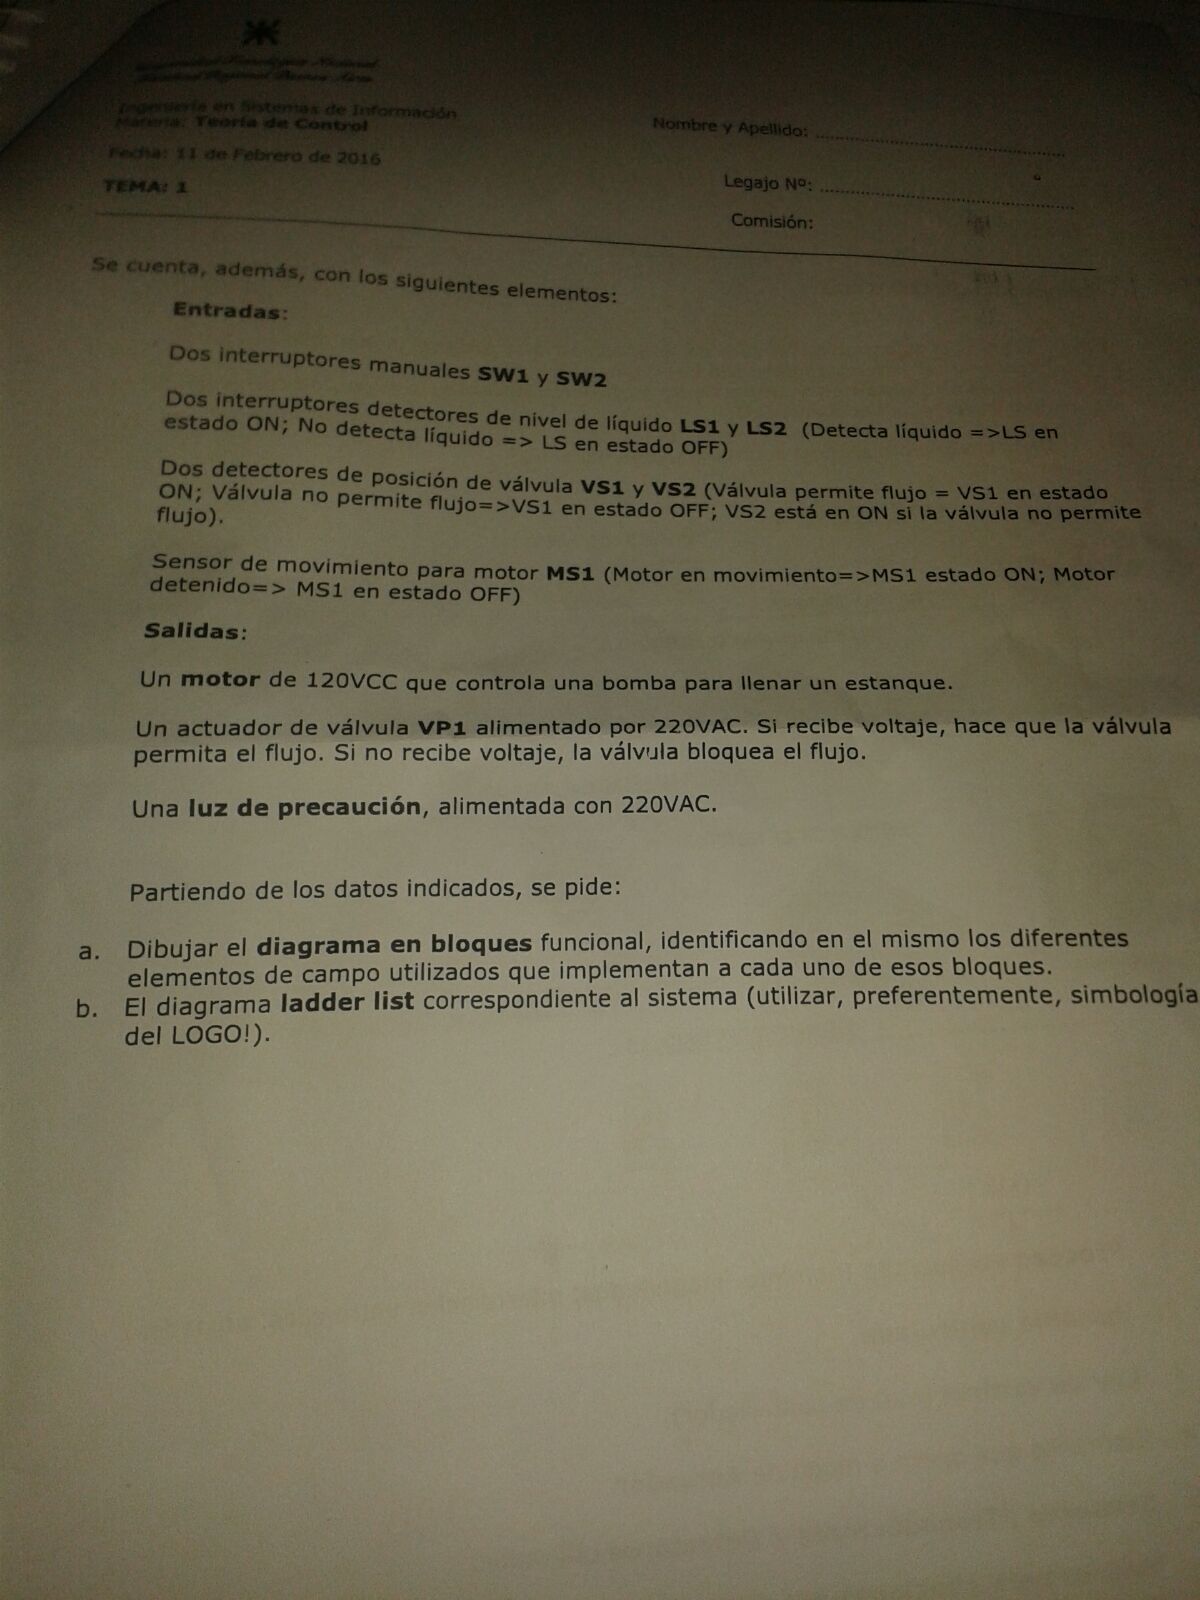 Universidad Tecnológica Nacional
Facultad Regional Buenos Aires
Ingeniería en Sistemas de Información
Materia: Teoría de Control
Nombre y Apellido:
Fecha: 11 de Febrero de 2016
Legajo Nº:
TEMA: 1
Comisión:
Se cuenta, además, con los siguientes elementos:
Entradas:
Dos interruptores manuales SW1 y SW2
Dos interruptores detectores de nivel de líquido LS1 y LS2 (Detecta líquido =>LS en
estado ON; No detecta líquido => LS en estado OFF)
Dos detectores de posición de válvula VS1 y VS2 (Válvula permite flujo = VS1 en estado
ON; Válvula no permite flujo=>VS1 en estado OFF; VS2 está en ON si la válvula no permite
flujo).
Sensor de movimiento para motor MS1 (Motor en movimiento=>MS1 estado ON; Motor
detenido=> MS1 en estado OFF)
Salidas:
Un motor de 120VCC que controla una bomba para llenar un estanque.
Un actuador de válvula VP1 alimentado por 220VAC. Si recibe voltaje, hace que la válvula
permita el flujo. Si no recibe voltaje, la válvula bloquea el flujo.
Una luz de precaución, alimentada con 220VAC.
Partiendo de los datos indicados, se pide:
a. Dibujar el diagrama en bloques funcional, identificando en el mismo los diferentes
elementos de campo utilizados que implementan a cada uno de esos bloques.
b. El diagrama ladder list correspondiente al sistema (utilizar, preferentemente, simbología
del LOGO!).